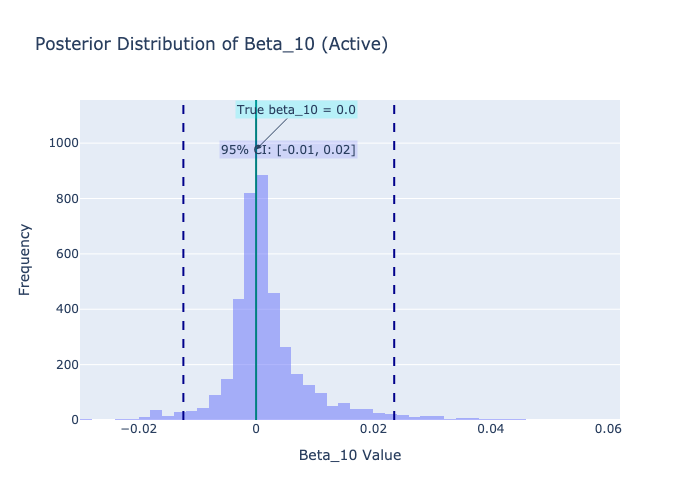 Posterior Distribution of Beta_10 (Active)
True beta_10 = 0.0
95% CI: [-0.01, 0.02]
1000
800
600
400
200
0
Frequency
−0.02
0
0.02
0.04
0.06
Beta_10 Value